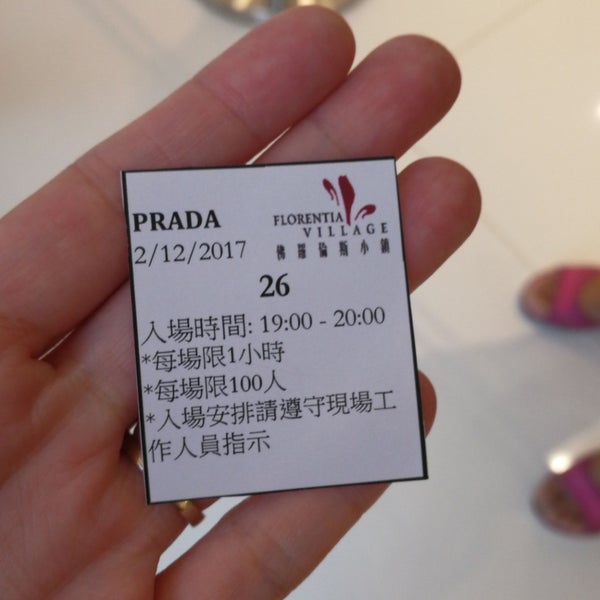 PRADA
FLORENTIA
VILLAGE
2/12/2017
佛羅倫斯小鎮
26
入場時間: 19:00 - 20:00
*每場限1小時
*每場限100人
*入場安排請遵守現場工
作人員指示